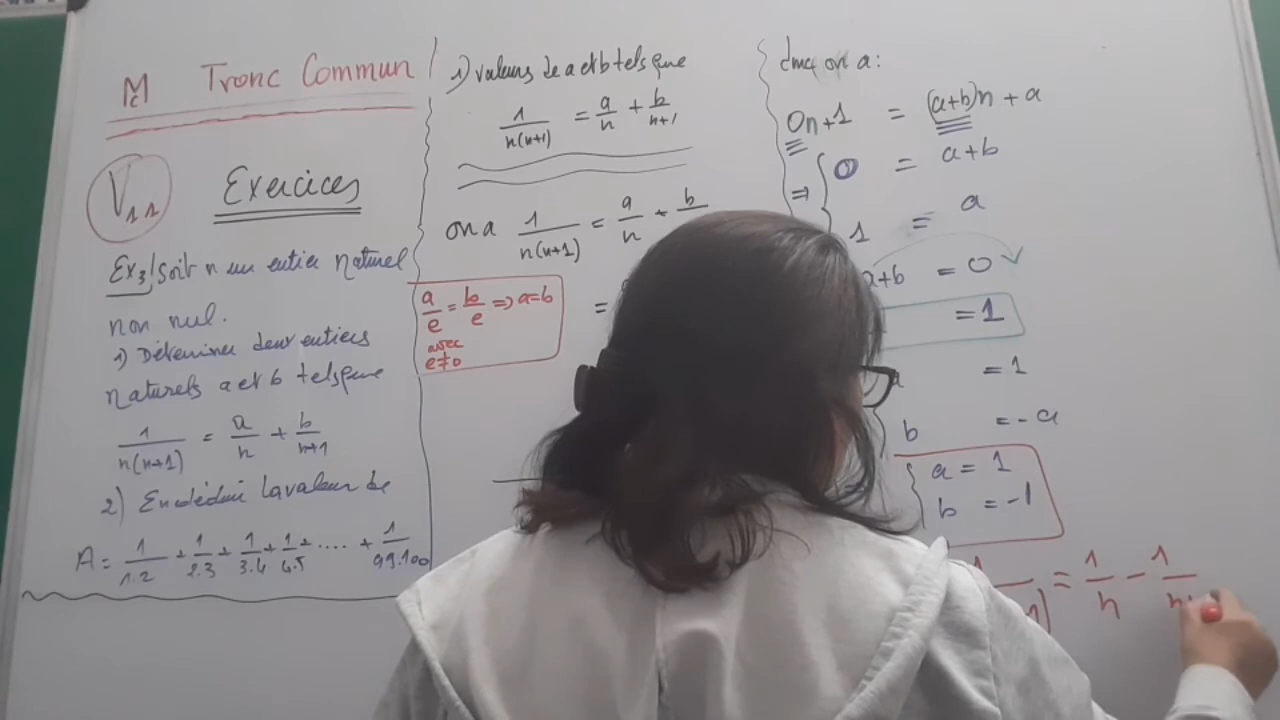 Mc Tronc Commun
V11 Exercices
Ex3/ Soit n un entier naturel
non nul.
1) Déterminer deux entiers
naturels a et b tels que
1/n(n+1) = a/n + b/n+1
2) En déduire la valeur de
A = 1/1.2 + 1/2.3 + 1/3.4 + 1/4.5 + .... + 1/99.100
1) valeurs de a et b tels que
1/n(n+1) = a/n + b/n+1
on a 1/n(n+1) = a/n + b
=
a/e = b/e => a=b
avec
e≠0
donc on a :
0n+1 = (a+b)n + a
=> { 0 = a+b
1 = a
a+b = 0
= 1
a = 1
b = -a
{ a = 1
b = -1
1 = 1/n - 1/n+